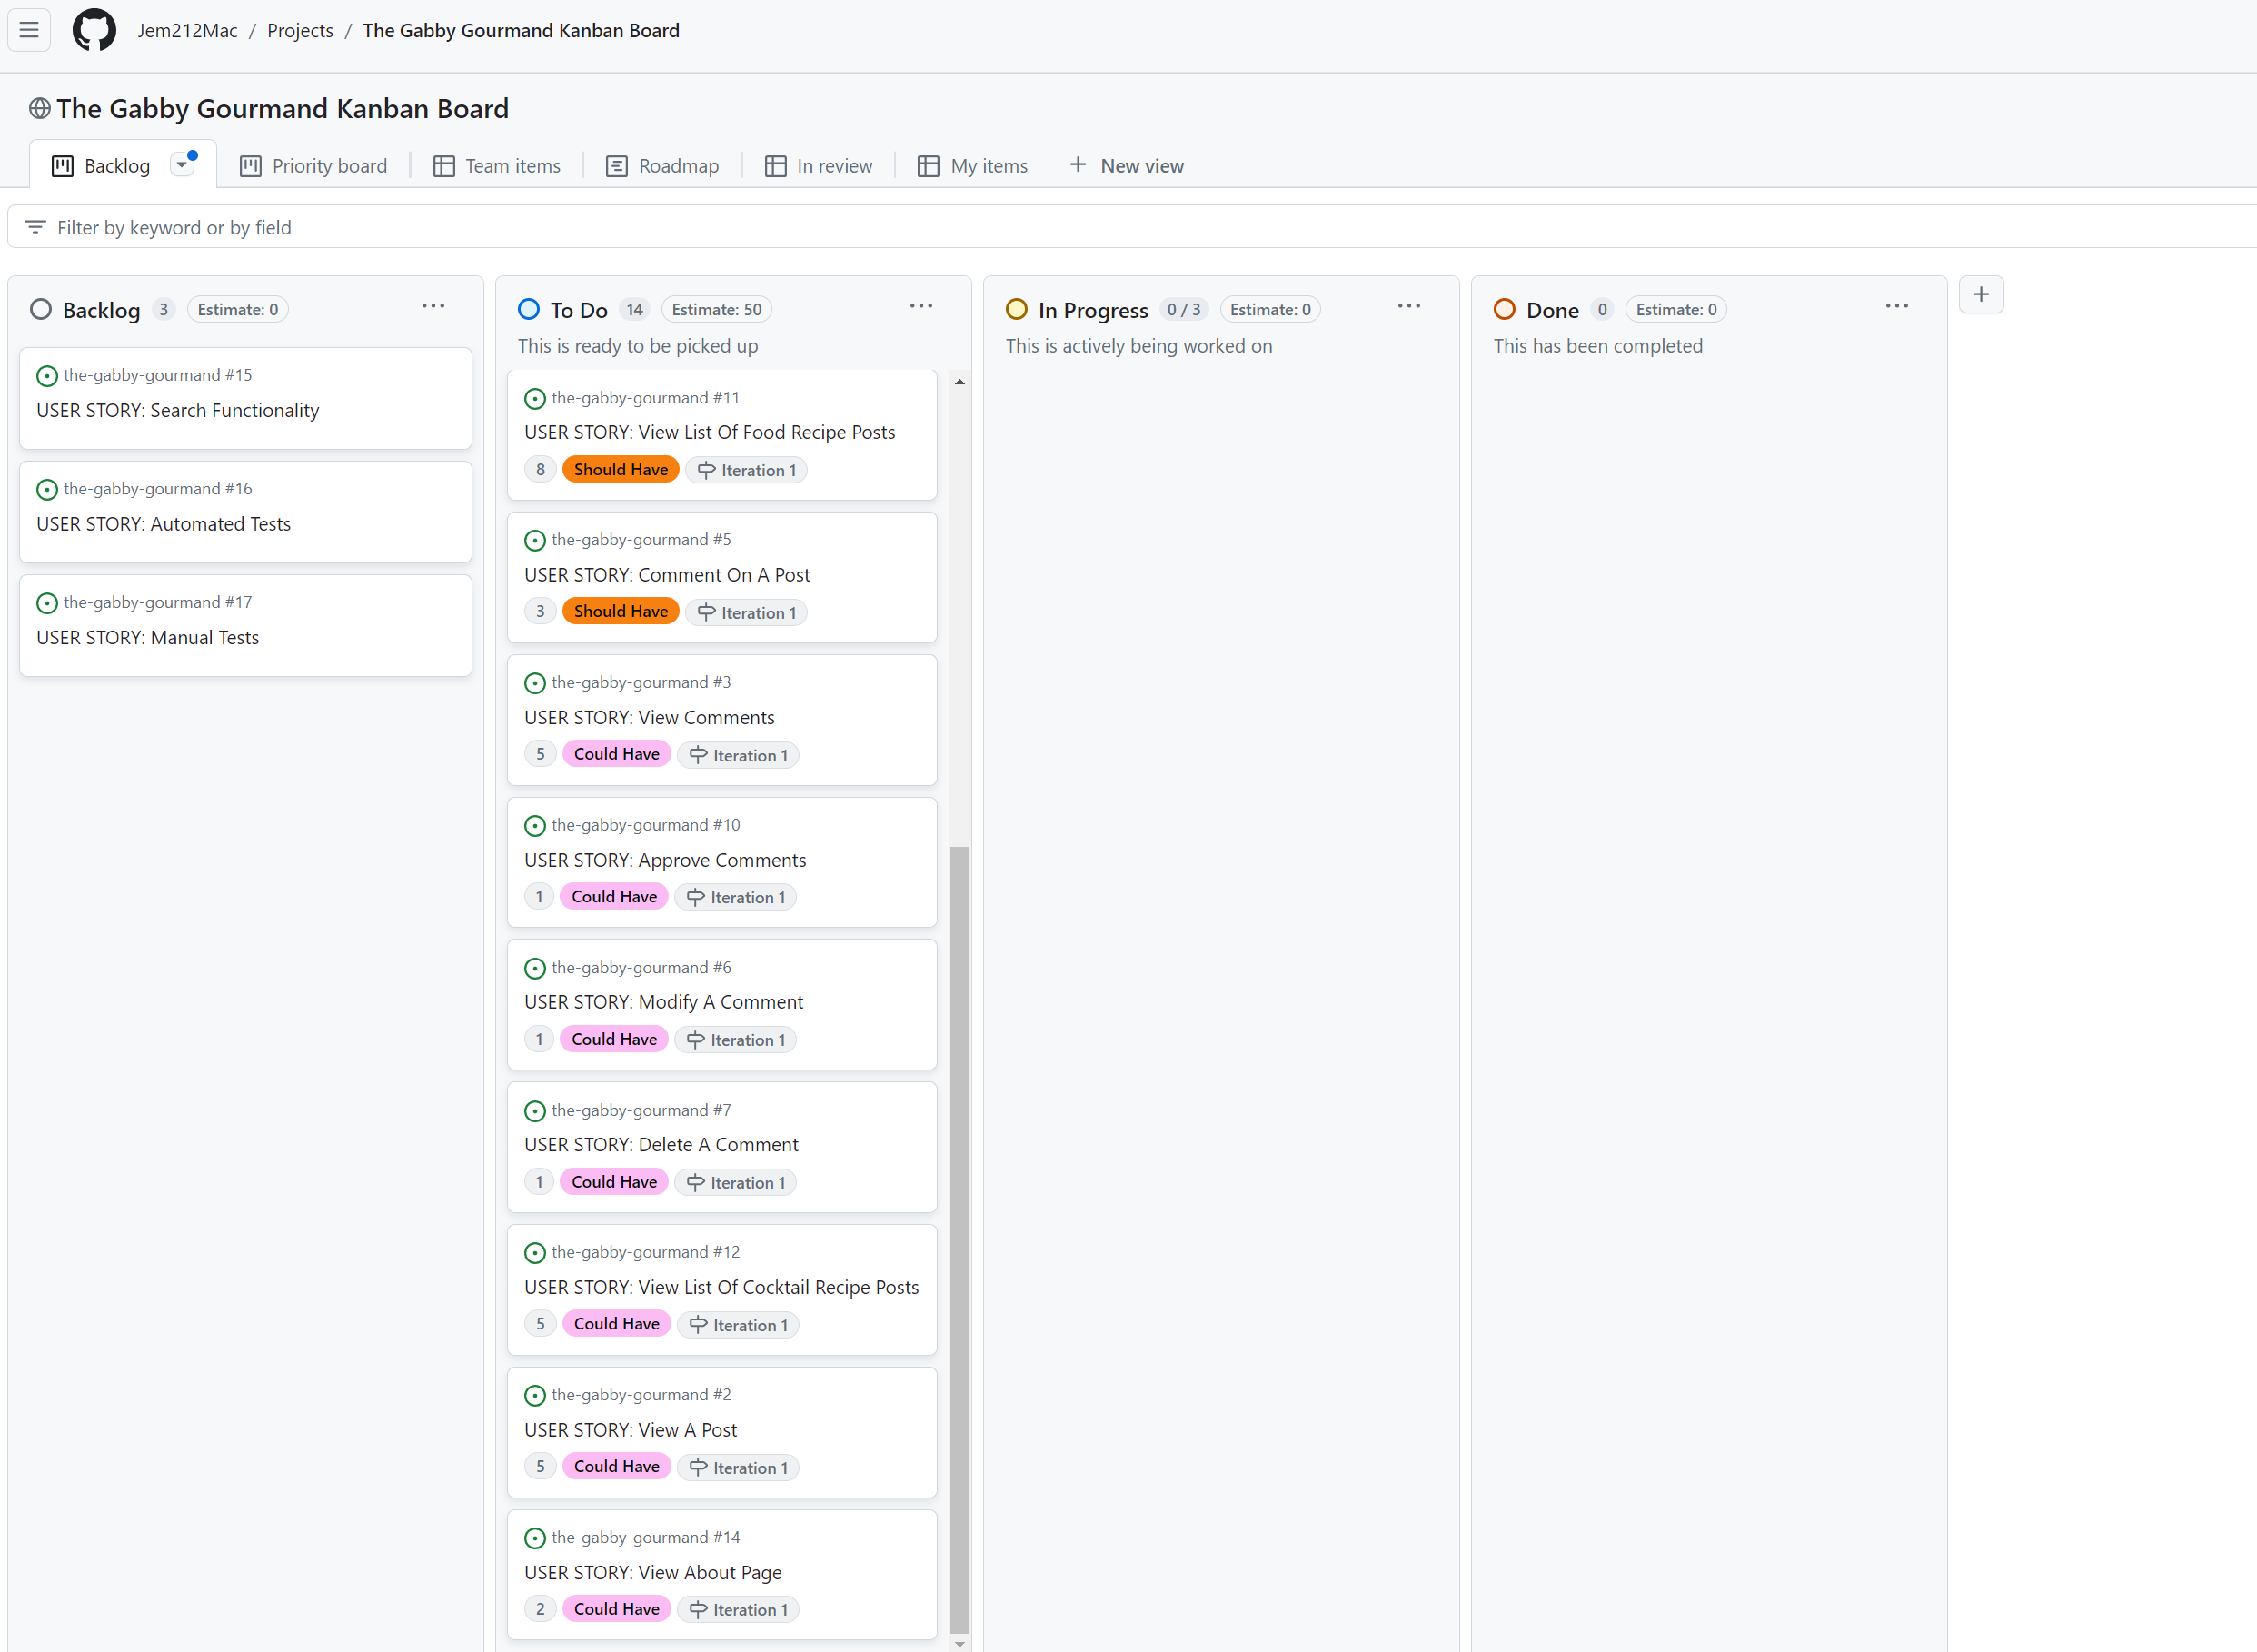 Jem212Mac / Projects / The Gabby Gourmand Kanban Board
The Gabby Gourmand Kanban Board
Backlog Priority board Team items Roadmap In review My items + New view
Filter by keyword or by field
Backlog 3 Estimate: 0
the-gabby-gourmand #15
USER STORY: Search Functionality
the-gabby-gourmand #16
USER STORY: Automated Tests
the-gabby-gourmand #17
USER STORY: Manual Tests
To Do 14 Estimate: 50
This is ready to be picked up
the-gabby-gourmand #11
USER STORY: View List Of Food Recipe Posts
8 Should Have Iteration 1
the-gabby-gourmand #5
USER STORY: Comment On A Post
3 Should Have Iteration 1
the-gabby-gourmand #3
USER STORY: View Comments
5 Could Have Iteration 1
the-gabby-gourmand #10
USER STORY: Approve Comments
1 Could Have Iteration 1
the-gabby-gourmand #6
USER STORY: Modify A Comment
1 Could Have Iteration 1
the-gabby-gourmand #7
USER STORY: Delete A Comment
1 Could Have Iteration 1
the-gabby-gourmand #12
USER STORY: View List Of Cocktail Recipe Posts
5 Could Have Iteration 1
the-gabby-gourmand #2
USER STORY: View A Post
5 Could Have Iteration 1
the-gabby-gourmand #14
USER STORY: View About Page
2 Could Have Iteration 1
In Progress 0 / 3 Estimate: 0
This is actively being worked on
Done 0 Estimate: 0
This has been completed